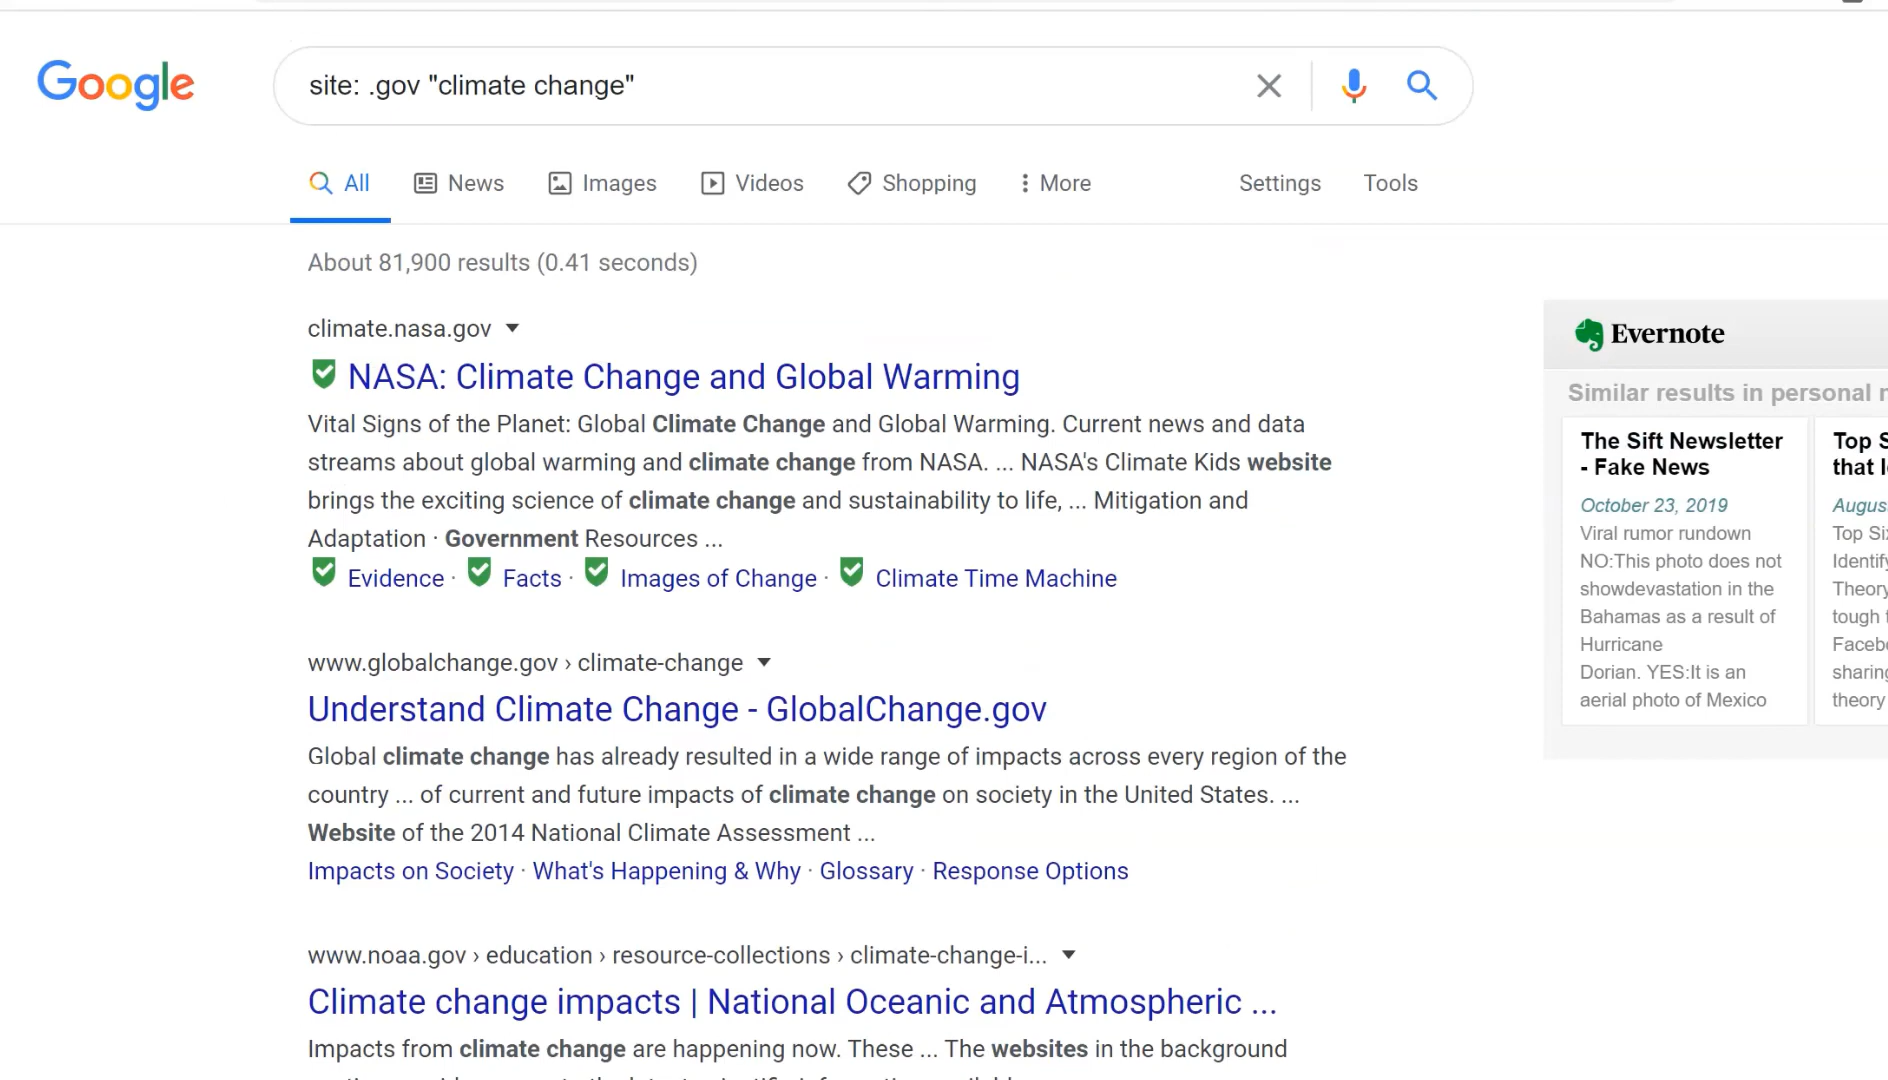 Google
site: .gov "climate change"
All News Images Videos Shopping More Settings Tools
About 81,900 results (0.41 seconds)
climate.nasa.gov
NASA: Climate Change and Global Warming
Vital Signs of the Planet: Global Climate Change and Global Warming. Current news and data
streams about global warming and climate change from NASA. ... NASA's Climate Kids website
brings the exciting science of climate change and sustainability to life, ... Mitigation and
Adaptation · Government Resources ...
Evidence · Facts · Images of Change · Climate Time Machine
www.globalchange.gov › climate-change
Understand Climate Change - GlobalChange.gov
Global climate change has already resulted in a wide range of impacts across every region of the
country ... of current and future impacts of climate change on society in the United States. ...
Website of the 2014 National Climate Assessment ...
Impacts on Society · What's Happening & Why · Glossary · Response Options
www.noaa.gov › education › resource-collections › climate-change-i...
Climate change impacts | National Oceanic and Atmospheric ...
Impacts from climate change are happening now. These ... The websites in the background
Evernote
Similar results in personal
The Sift Newsletter
- Fake News
October 23, 2019
Viral rumor rundown
NO:This photo does not
showdevastation in the
Bahamas as a result of
Hurricane
Dorian. YES:It is an
aerial photo of Mexico
Top
that
Top
tough
theory